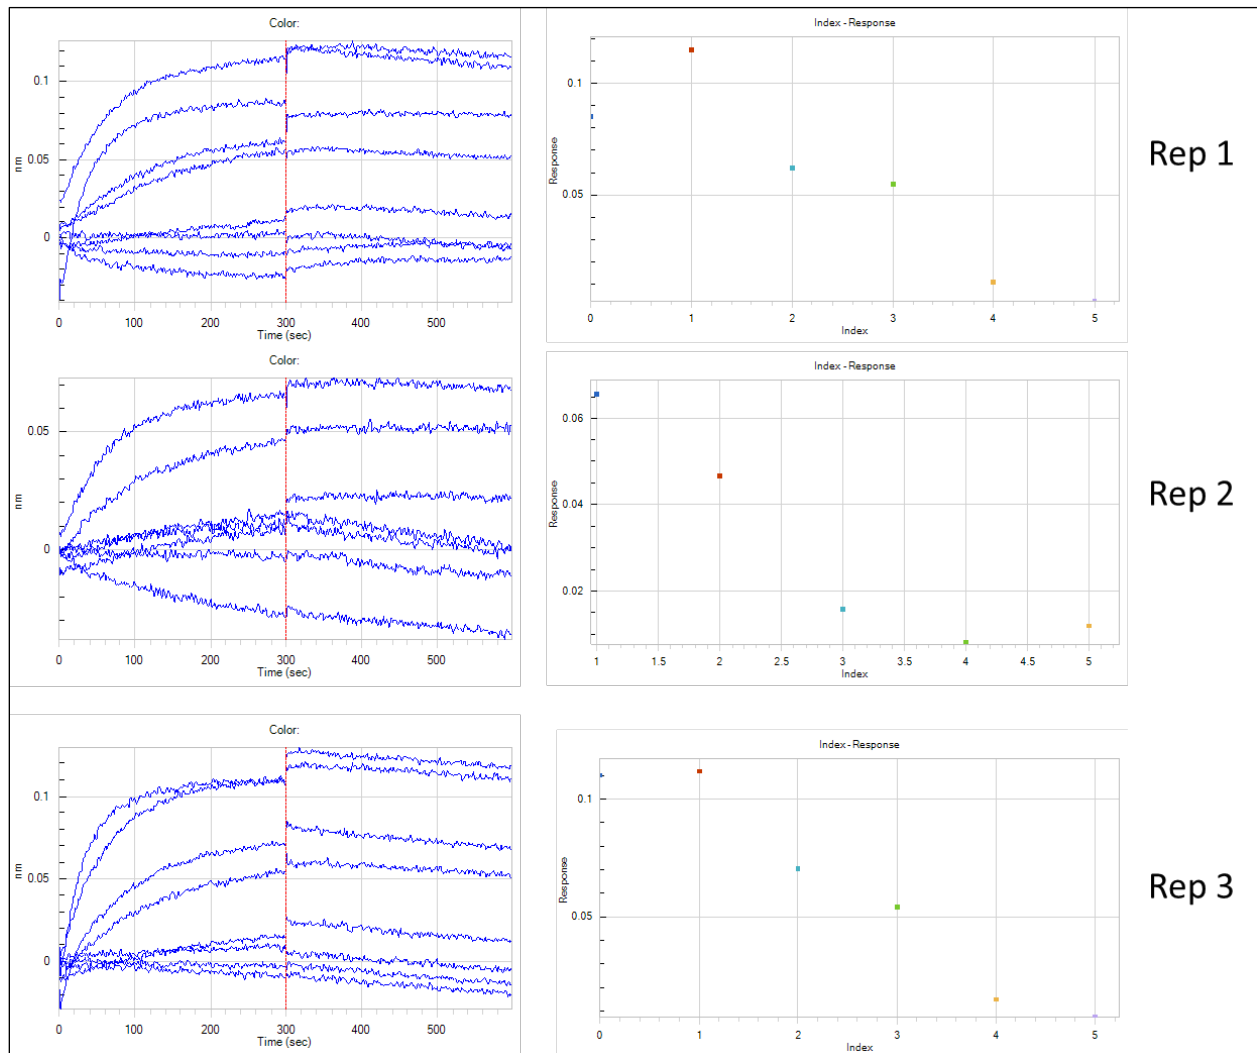 Color:
0.1
0.05
0
nm
0 100 200 300 400 500
Time (sec)
Index - Response
0.1
0.05
Response
0 1 2 3 4 5
Index
Rep 1
Color:
0.05
0
nm
0 100 200 300 400 500
Time (sec)
Index - Response
0.06
0.04
0.02
Response
1 1.5 2 2.5 3 3.5 4 4.5 5
Index
Rep 2
Color:
0.1
0.05
0
nm
0 100 200 300 400 500
Time (sec)
Index - Response
0.1
0.05
Response
0 1 2 3 4 5
Index
Rep 3